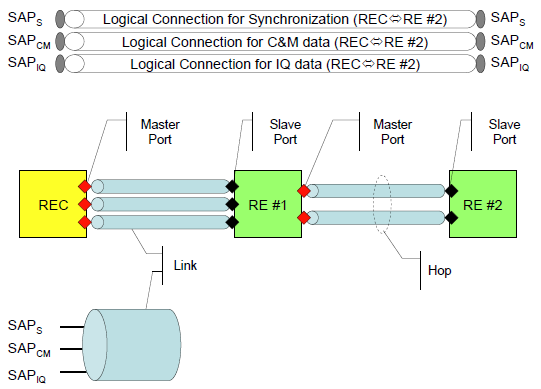 SAPS Logical Connection for Synchronization (REC⇔RE #2) SAPS
SAPCM Logical Connection for C&M data (REC⇔RE #2) SAPCM
SAPIQ Logical Connection for IQ data (REC⇔RE #2) SAPIQ
Master Port
Slave Port
Master Port
Slave Port
REC
RE #1
RE #2
Link
Hop
SAPS
SAPCM
SAPIQ